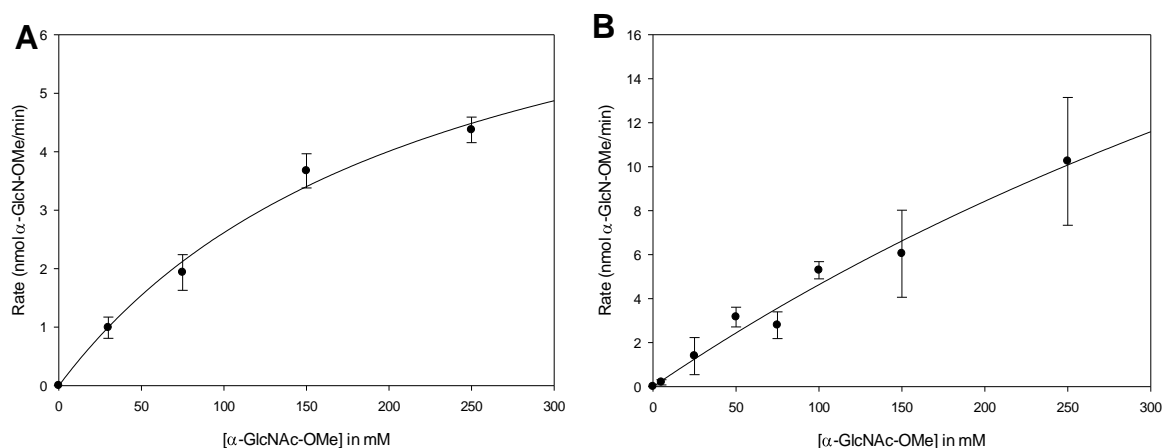 A
Rate (nmol α-GlcN-OMe/min)
6
5
4
3
2
1
0
0 50 100 150 200 250 300
[α-GlcNAc-OMe] in mM
B
Rate (nmol α-GlcN-OMe/min)
16
14
12
10
8
6
4
2
0
0 50 100 150 200 250 300
[α-GlcNAc-OMe] in mM